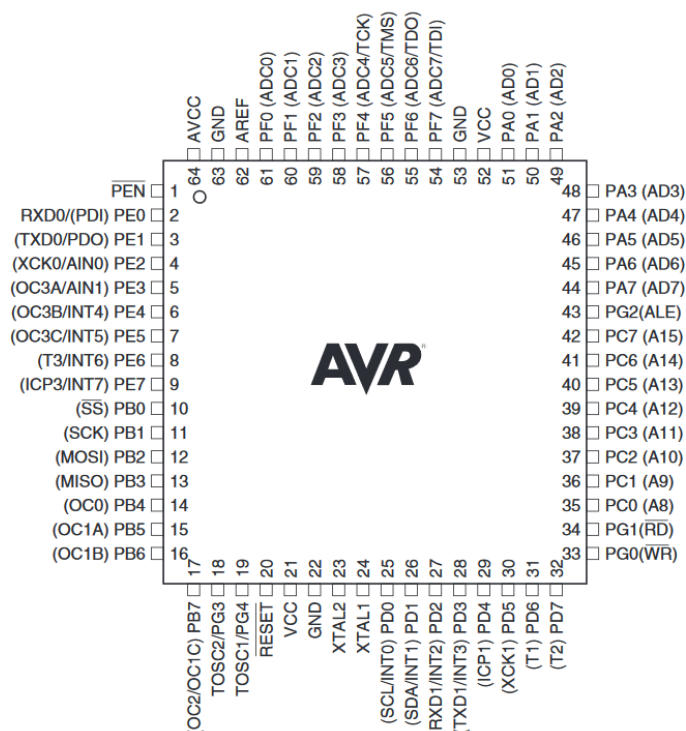 AVCC
GND
AREF
PF0 (ADC0)
PF1 (ADC1)
PF2 (ADC2)
PF3 (ADC3)
PF4 (ADC4/TCK)
PF5 (ADC5/TMS)
PF6 (ADC6/TDO)
PF7 (ADC7/TDI)
GND
VCC
PA0 (AD0)
PA1 (AD1)
PA2 (AD2)
64 63 62 61 60 59 58 57 56 55 54 53 52 51 50 49
PEN 1
RXD0/(PDI) PE0 2
(TXD0/PDO) PE1 3
(XCK0/AIN0) PE2 4
(OC3A/AIN1) PE3 5
(OC3B/INT4) PE4 6
(OC3C/INT5) PE5 7
(T3/INT6) PE6 8
(ICP3/INT7) PE7 9
(SS) PB0 10
(SCK) PB1 11
(MOSI) PB2 12
(MISO) PB3 13
(OC0) PB4 14
(OC1A) PB5 15
(OC1B) PB6 16
AVR
48 PA3 (AD3)
47 PA4 (AD4)
46 PA5 (AD5)
45 PA6 (AD6)
44 PA7 (AD7)
43 PG2(ALE)
42 PC7 (A15)
41 PC6 (A14)
40 PC5 (A13)
39 PC4 (A12)
38 PC3 (A11)
37 PC2 (A10)
36 PC1 (A9)
35 PC0 (A8)
34 PG1(RD)
33 PG0(WR)
17 18 19 20 21 22 23 24 25 26 27 28 29 30 31 32
(OC2/OC1C) PB7
TOSC2/PG3
TOSC1/PG4
RESET
VCC
GND
XTAL2
XTAL1
(SCL/INT0) PD0
(SDA/INT1) PD1
RXD1/INT2) PD2
(TXD1/INT3) PD3
(ICP1) PD4
(XCK1) PD5
(T1) PD6
(T2) PD7